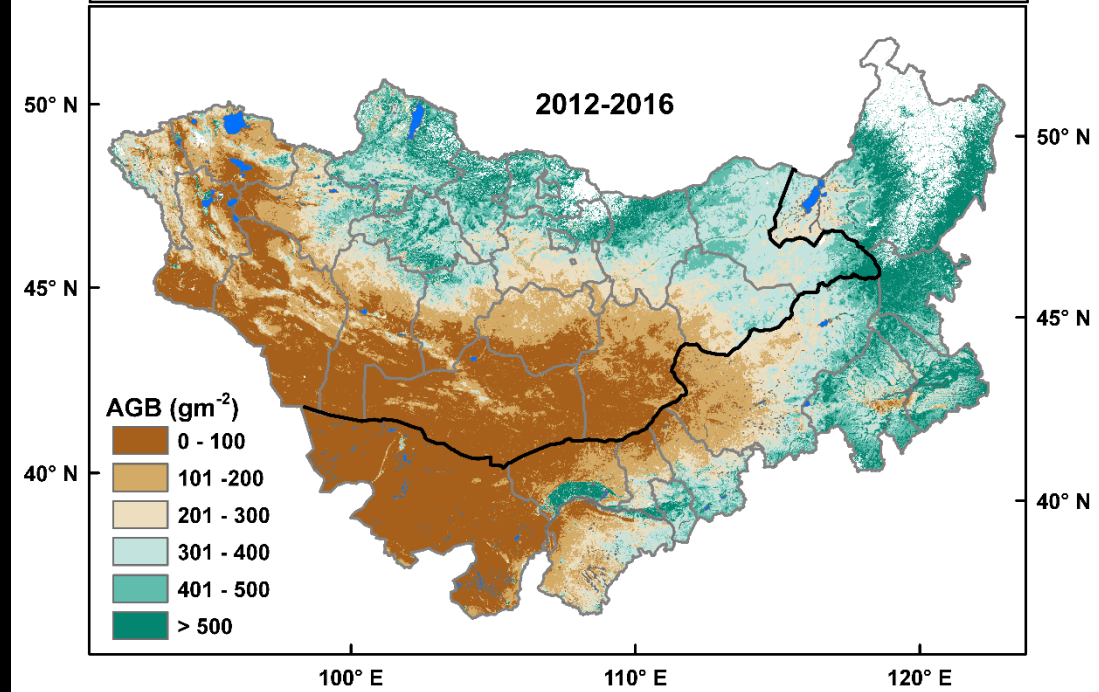 2012-2016
50° N
50° N
45° N
45° N
40° N
40° N
AGB (gm⁻²)
0 - 100
101 -200
201 - 300
301 - 400
401 - 500
> 500
100° E
110° E
120° E